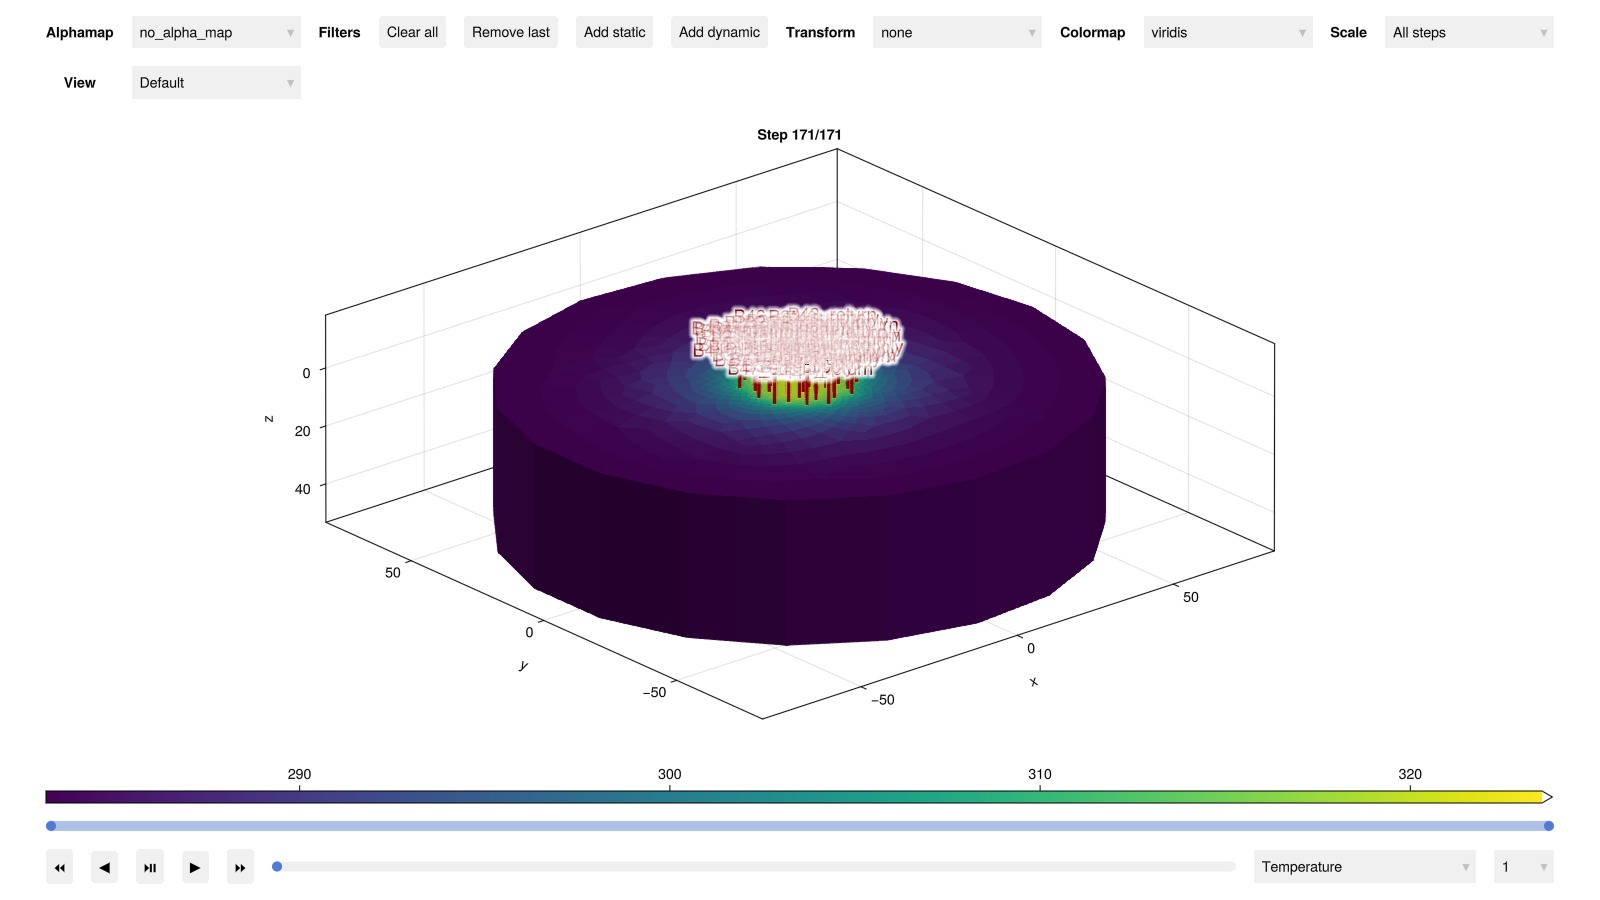 Alphamap no_alpha_map Filters Clear all Remove last Add static Add dynamic Transform none Colormap viridis Scale All steps
View Default
Step 171/171
0
20
40
z
50
0
−50
y
50
0
−50
x
290 300 310 320
Temperature 1